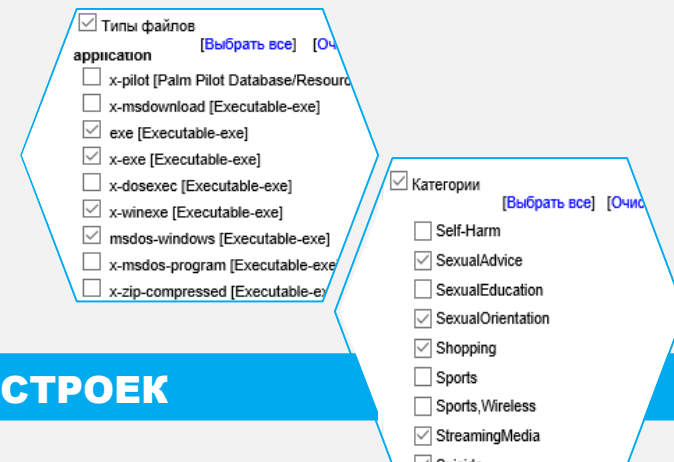 Типы файлов
[Выбрать все] [Оч
application
x-pilot [Palm Pilot Database/Resourc
x-msdownload [Executable-exe]
exe [Executable-exe]
x-exe [Executable-exe]
x-dosexec [Executable-exe]
x-winexe [Executable-exe]
msdos-windows [Executable-exe]
x-msdos-program [Executable-exe
x-zip-compressed [Executable-ex
Категории
[Выбрать все] [Очис
Self-Harm
SexualAdvice
SexualEducation
SexualOrientation
Shopping
Sports
Sports,Wireless
StreamingMedia
СТРОЕК